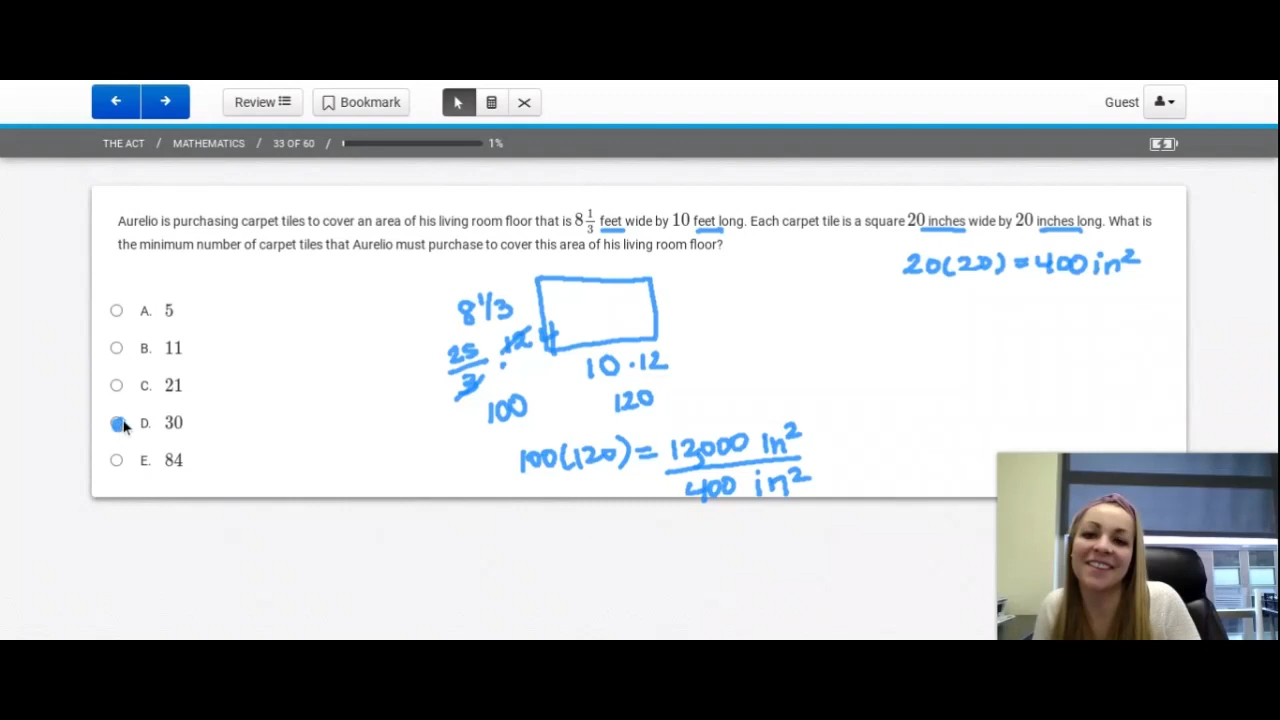 Review Bookmark Guest
THE ACT / MATHEMATICS / 33 OF 60 / 1%
Aurelio is purchasing carpet tiles to cover an area of his living room floor that is 8 1/3 feet wide by 10 feet long. Each carpet tile is a square 20 inches wide by 20 inches long. What is
the minimum number of carpet tiles that Aurelio must purchase to cover this area of his living room floor?
20(20) = 400 in²
A. 5
8 1/3
B. 11
25/3 · 12 4
10 · 12
C. 21
100
120
D. 30
100(120) = 12,000 in²
E. 84
400 in²